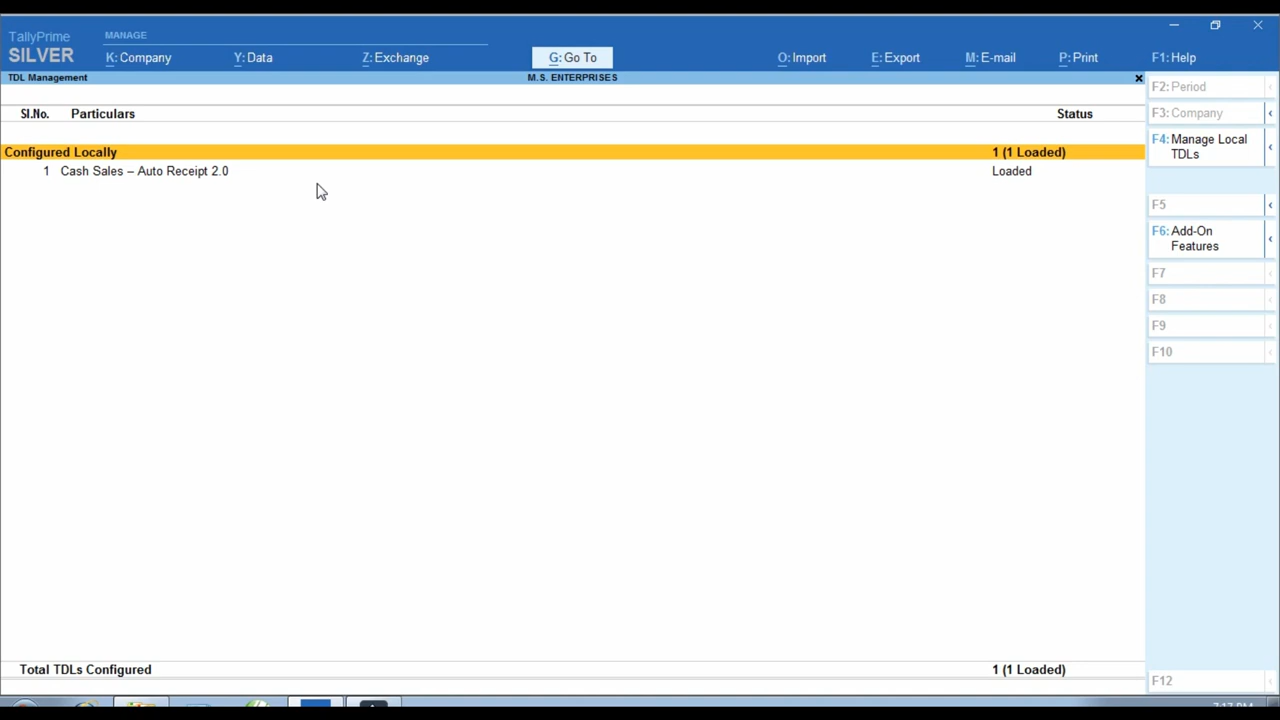 TallyPrime
MANAGE
SILVER
K: Company
Y: Data
Z: Exchange
G: Go To
O: Import
E: Export
M: E-mail
P: Print
F1: Help
TDL Management
M.S. ENTERPRISES
Sl.No.
Particulars
Status
Configured Locally
1 (1 Loaded)
1
Cash Sales – Auto Receipt 2.0
Loaded
Total TDLs Configured
1 (1 Loaded)
F2: Period
F3: Company
F4: Manage Local
TDLs
F5
F6: Add-On
Features
F7
F8
F9
F10
F12
7:17 PM